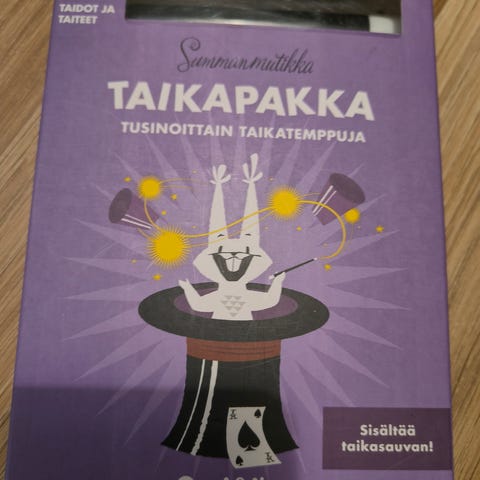 TAIDOT JA
TAITEET
Summanmutikka
TAIKAPAKKA
TUSINOITTAIN TAIKATEMPPUJA
K
K
Sisältää
taikasauvan!